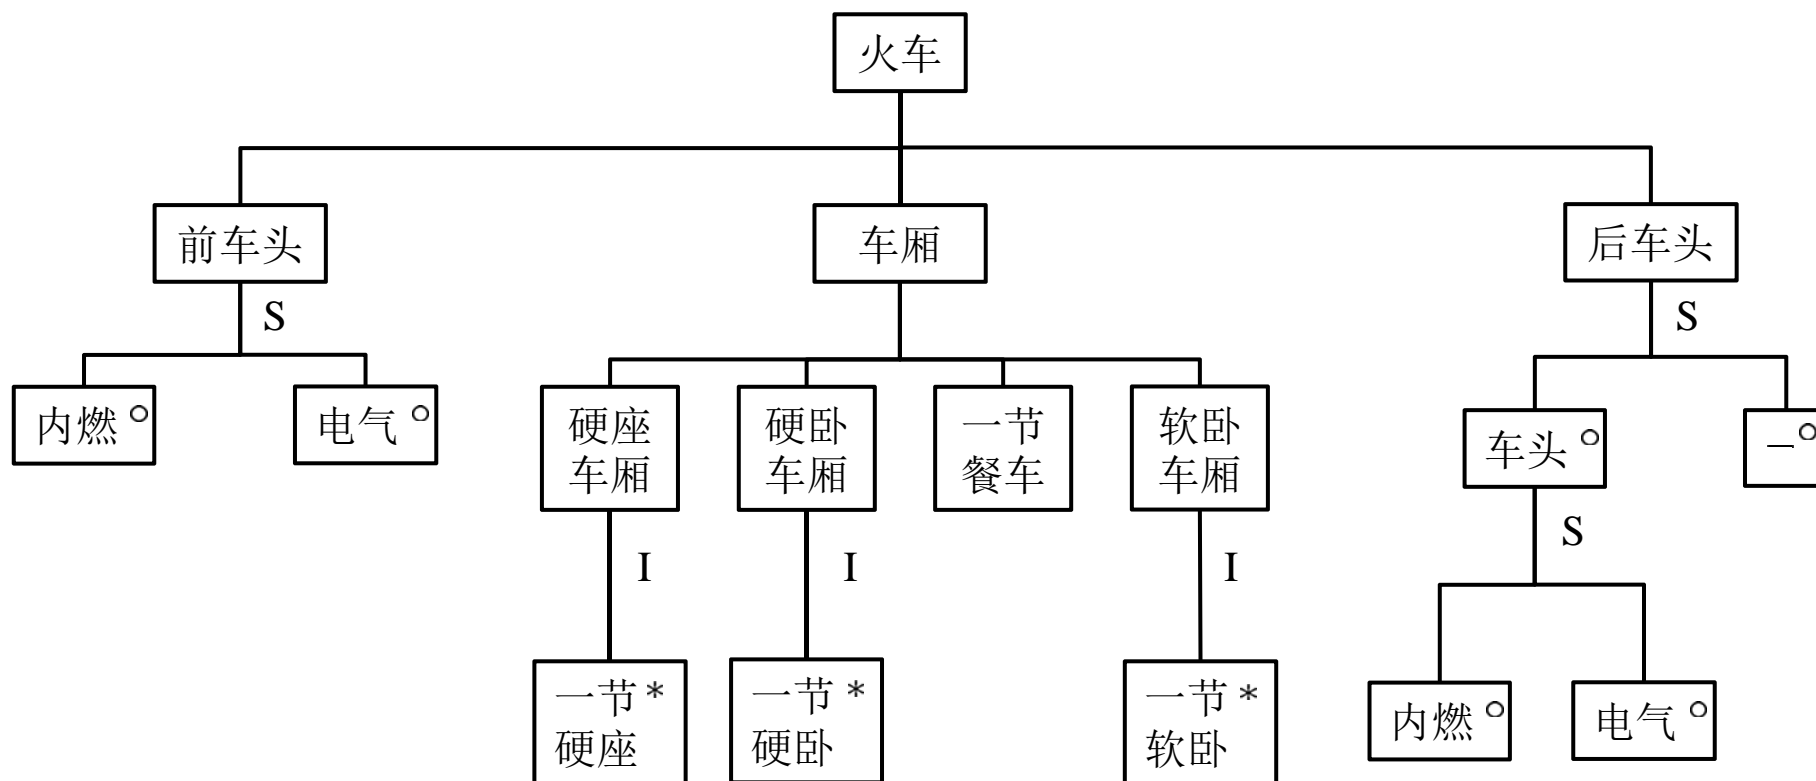 火车
前车头
车厢
后车头
S
S
内燃
电气
硬座
车厢
硬卧
车厢
一节
餐车
软卧
车厢
车头
—
I
I
I
S
一节*
硬座
一节*
硬卧
一节*
软卧
内燃
电气